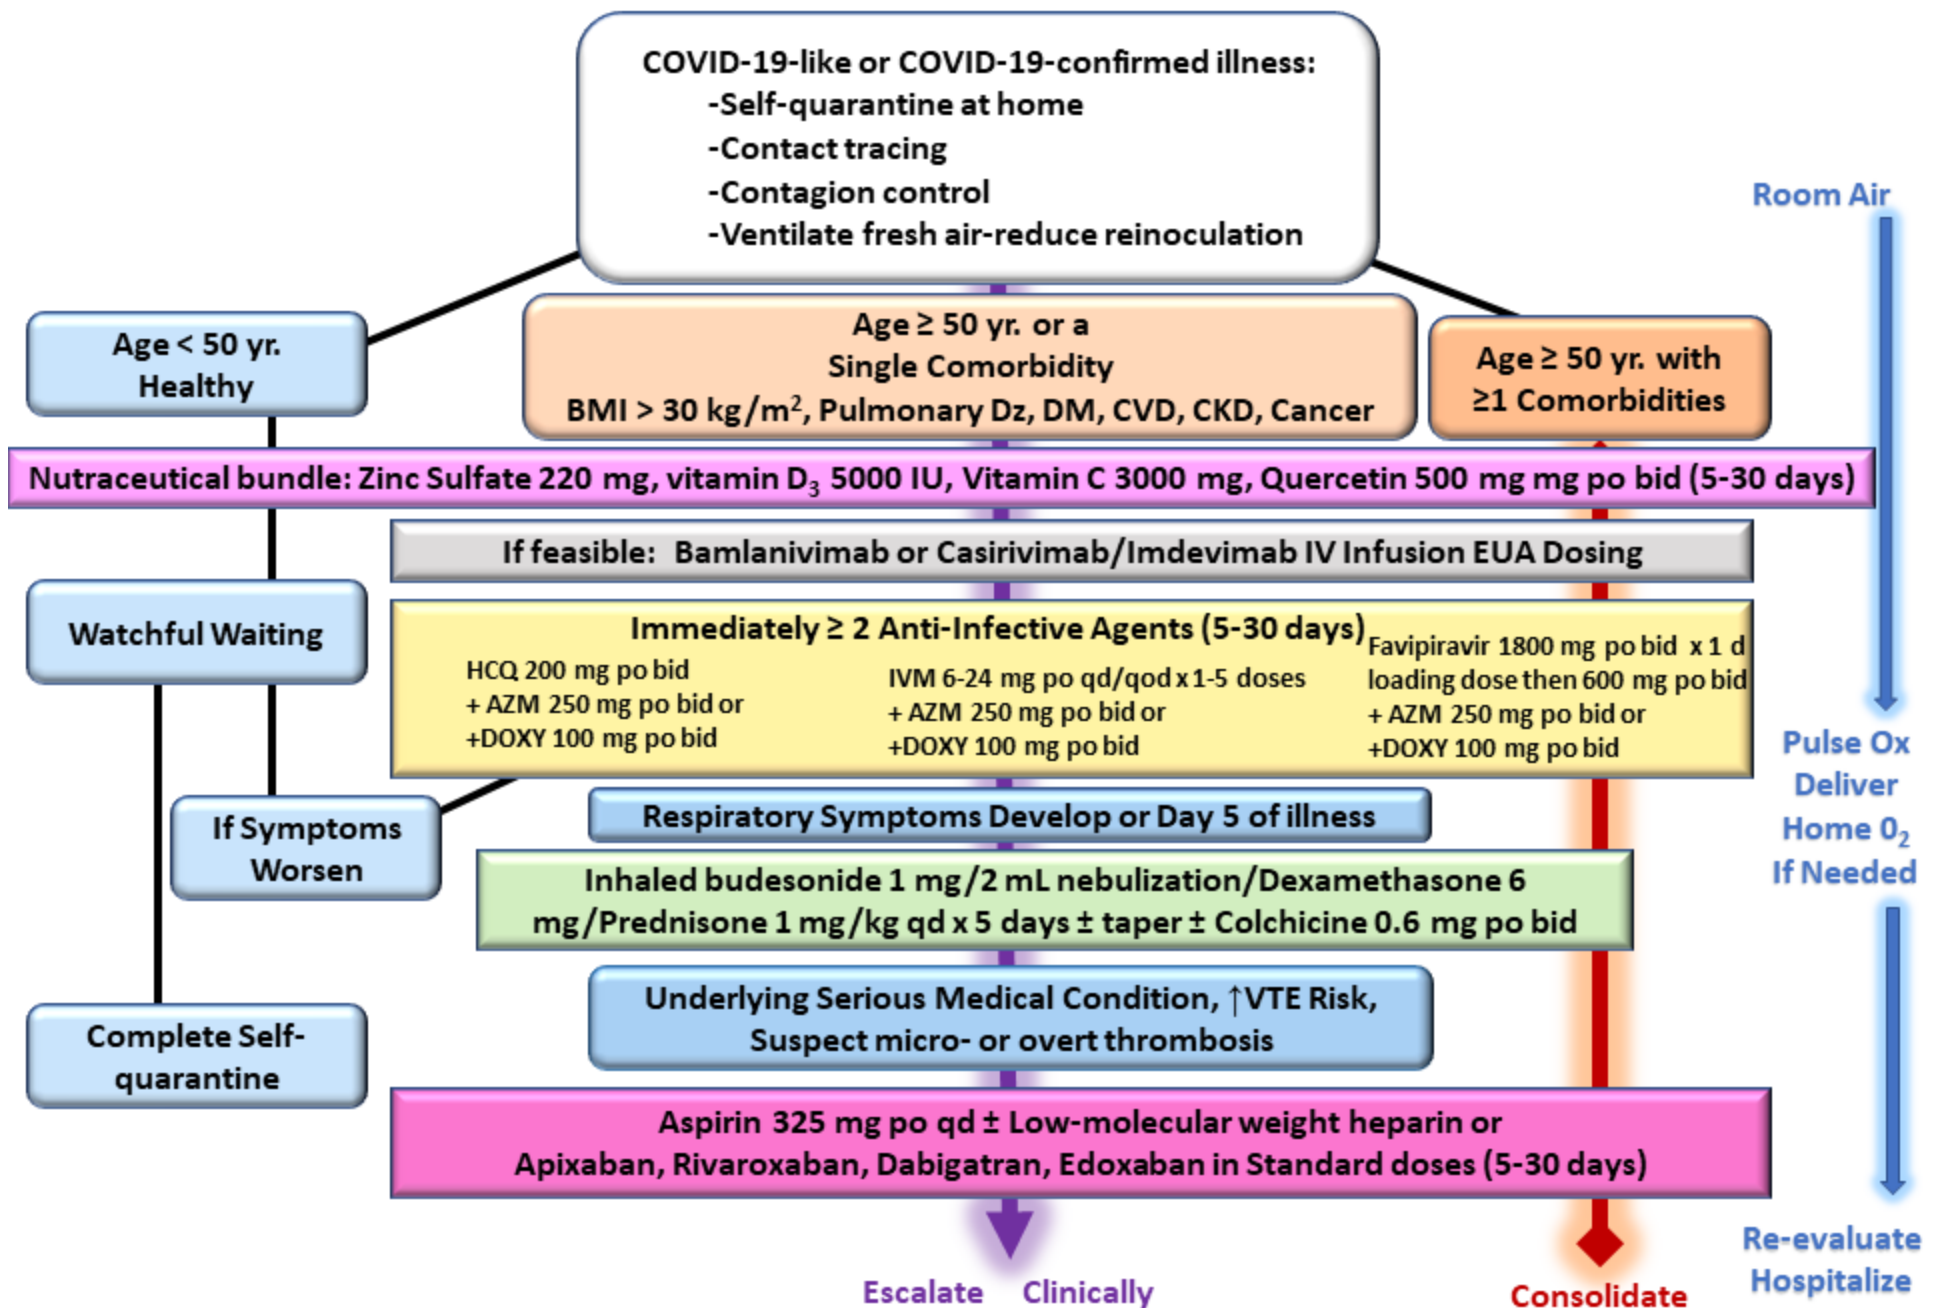 COVID-19-like or COVID-19-confirmed illness:
-Self-quarantine at home
-Contact tracing
-Contagion control
-Ventilate fresh air-reduce reinoculation
Room Air
Age < 50 yr.
Healthy
Age ≥ 50 yr. or a
Single Comorbidity
BMI > 30 kg/m², Pulmonary Dz, DM, CVD, CKD, Cancer
Age ≥ 50 yr. with
≥1 Comorbidities
Nutraceutical bundle: Zinc Sulfate 220 mg, vitamin D₃ 5000 IU, Vitamin C 3000 mg, Quercetin 500 mg mg po bid (5-30 days)
If feasible: Bamlanivimab or Casirivimab/Imdevimab IV Infusion EUA Dosing
Watchful Waiting
Immediately ≥ 2 Anti-Infective Agents (5-30 days)
HCQ 200 mg po bid
+ AZM 250 mg po bid or
+DOXY 100 mg po bid
IVM 6-24 mg po qd/qod x 1-5 doses
+ AZM 250 mg po bid or
+DOXY 100 mg po bid
Favipiravir 1800 mg po bid x 1 d
loading dose then 600 mg po bid
+ AZM 250 mg po bid or
+DOXY 100 mg po bid
Pulse Ox
Deliver
Home 0₂
If Needed
If Symptoms
Worsen
Respiratory Symptoms Develop or Day 5 of illness
Inhaled budesonide 1 mg/2 mL nebulization/Dexamethasone 6
mg/Prednisone 1 mg/kg qd x 5 days ± taper ± Colchicine 0.6 mg po bid
Underlying Serious Medical Condition, ↑VTE Risk,
Suspect micro- or overt thrombosis
Complete Self-
quarantine
Aspirin 325 mg po qd ± Low-molecular weight heparin or
Apixaban, Rivaroxaban, Dabigatran, Edoxaban in Standard doses (5-30 days)
Escalate Clinically
Consolidate
Re-evaluate
Hospitalize